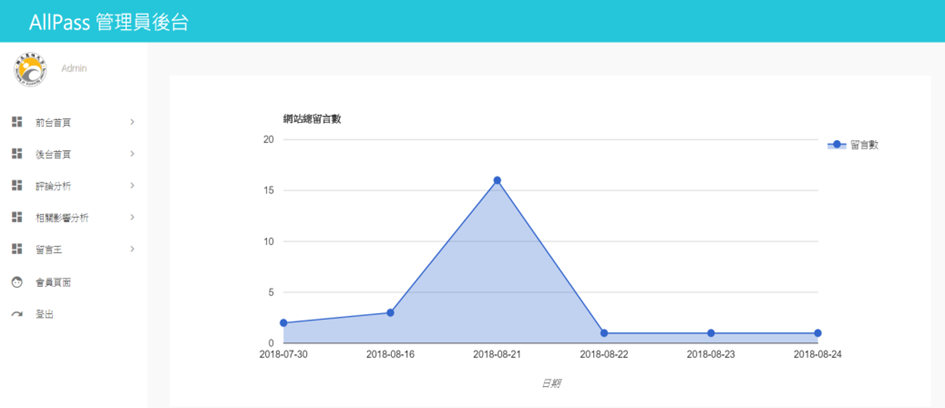 AllPass 管理員後台
Admin
前台首頁
後台首頁
評論分析
相關影響分析
留言王
會員頁面
登出
網站總留言數
20
15
10
5
0
留言數
2018-07-30
2018-08-16
2018-08-21
2018-08-22
2018-08-23
2018-08-24
日期